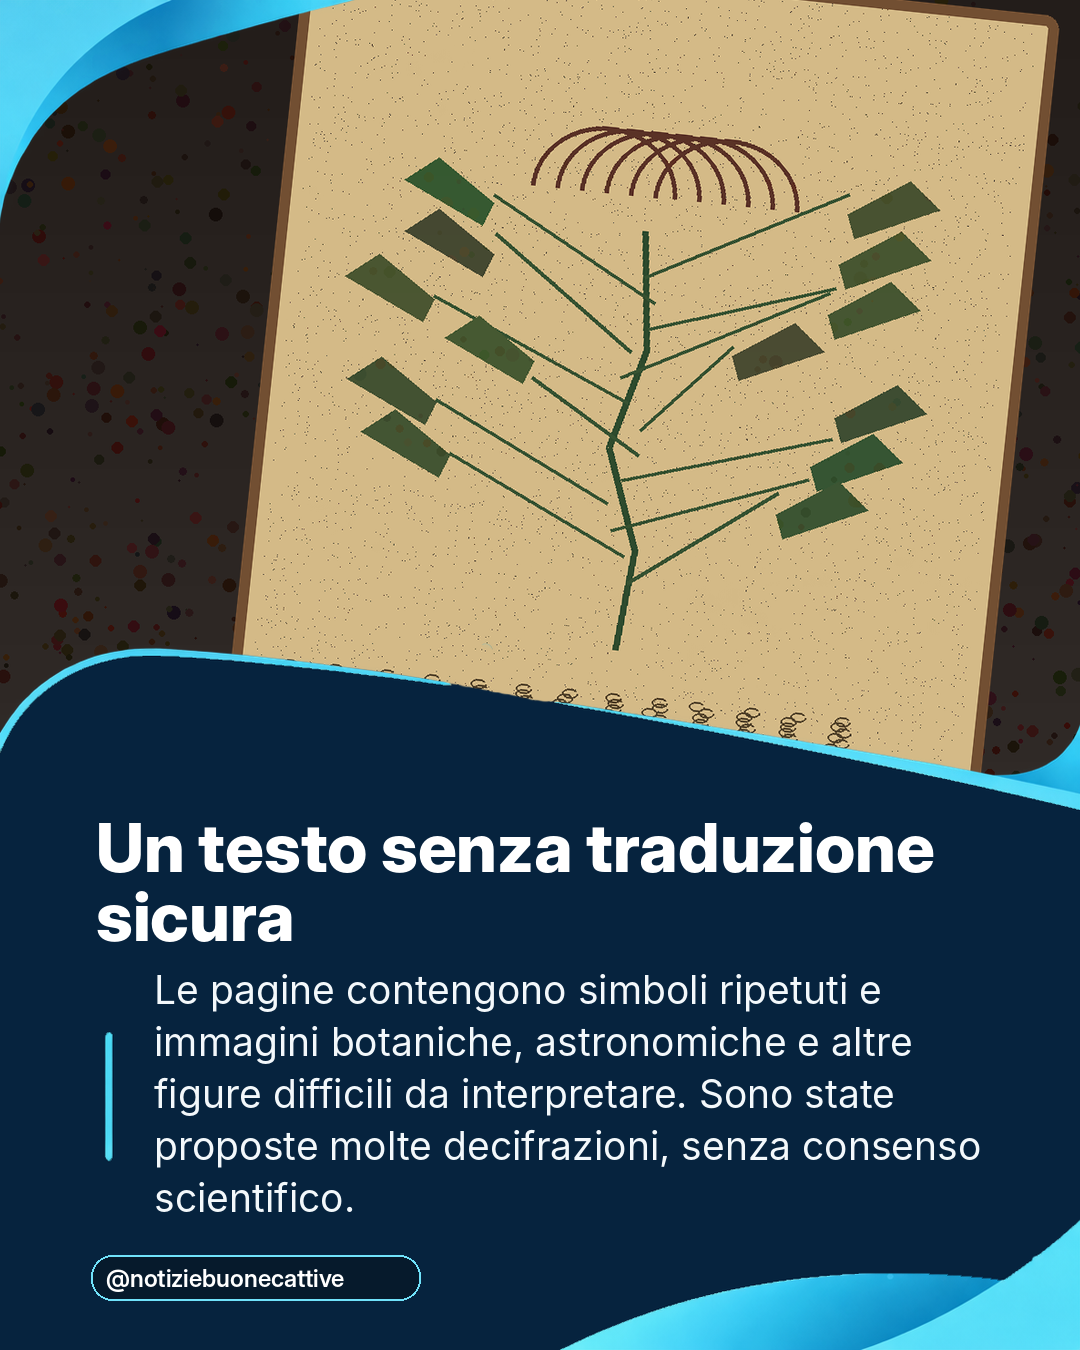 Un testo senza traduzione
sicura
Le pagine contengono simboli ripetuti e
immagini botaniche, astronomiche e altre
figure difficili da interpretare. Sono state
proposte molte decifrazioni, senza consenso
scientifico.
@notiziebuonecattive